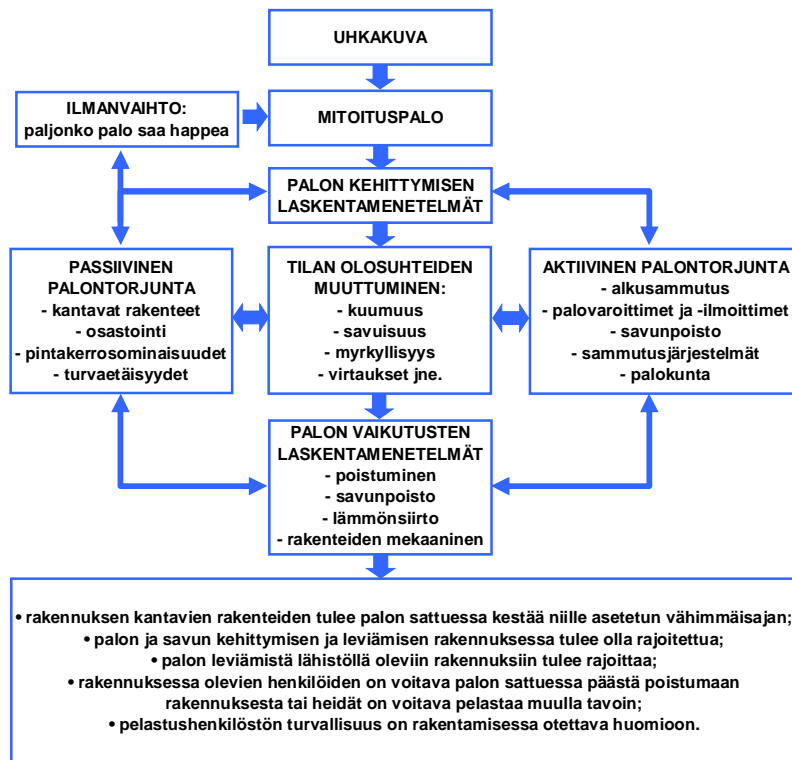 UHKAKUVA
ILMANVAIHTO:
paljonko palo saa happea
MITOITUSPALO
PALON KEHITTYMISEN
LASKENTAMENETELMÄT
PASSIIVINEN
PALONTORJUNTA
- kantavat rakenteet
- osastointi
- pintakerrosominaisuudet
- turvaetäisyydet
TILAN OLOSUHTEIDEN
MUUTTUMINEN:
- kuumuus
- savuisuus
- myrkyllisyys
- virtaukset jne.
AKTIIVINEN PALONTORJUNTA
- alkusammutus
- palovaroittimet ja -ilmoittimet
- savunpoisto
- sammutusjärjestelmät
- palokunta
PALON VAIKUTUSTEN
LASKENTAMENETELMÄT
- poistuminen
- savunpoisto
- lämmönsiirto
- rakenteiden mekaaninen
• rakennuksen kantavien rakenteiden tulee palon sattuessa kestää niille asetetun vähimmäisajan;
• palon ja savun kehittymisen ja leviämisen rakennuksessa tulee olla rajoitettua;
• palon leviämistä lähistöllä oleviin rakennuksiin tulee rajoittaa;
• rakennuksessa olevien henkilöiden on voitava palon sattuessa päästä poistumaan
rakennuksesta tai heidät on voitava pelastaa muulla tavoin;
• pelastushenkilöstön turvallisuus on rakentamisessa otettava huomioon.